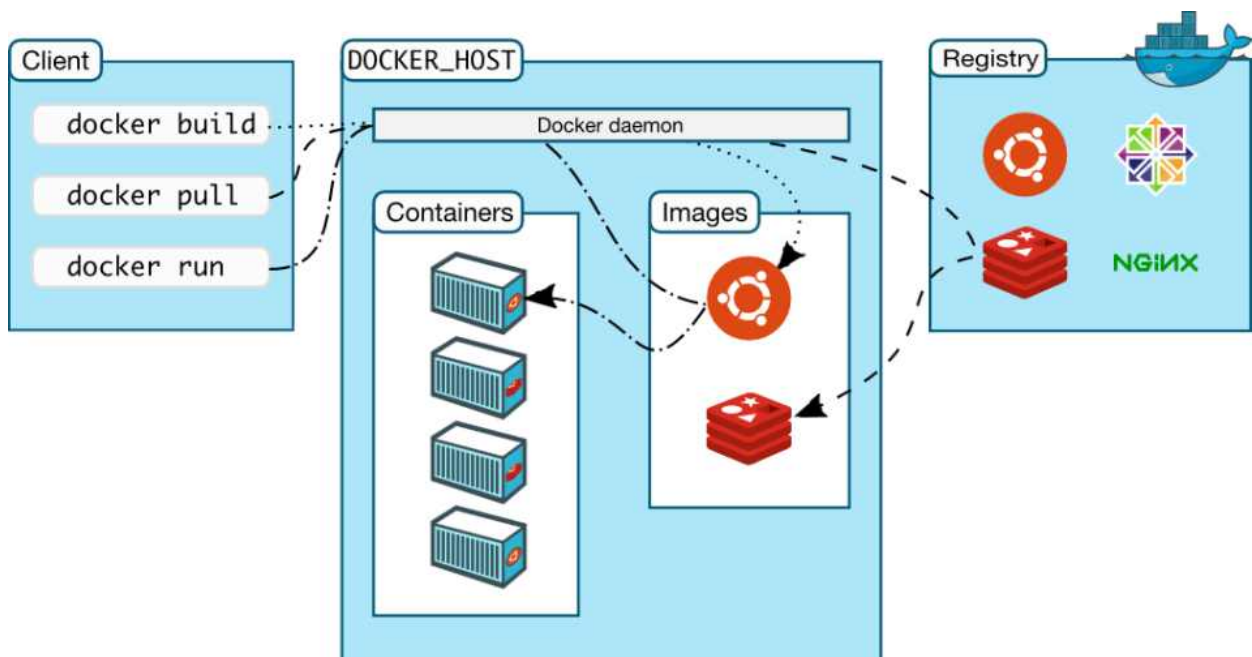 Client
docker build
docker pull
docker run
DOCKER_HOST
Docker daemon
Containers
Images
Registry
NGiNX